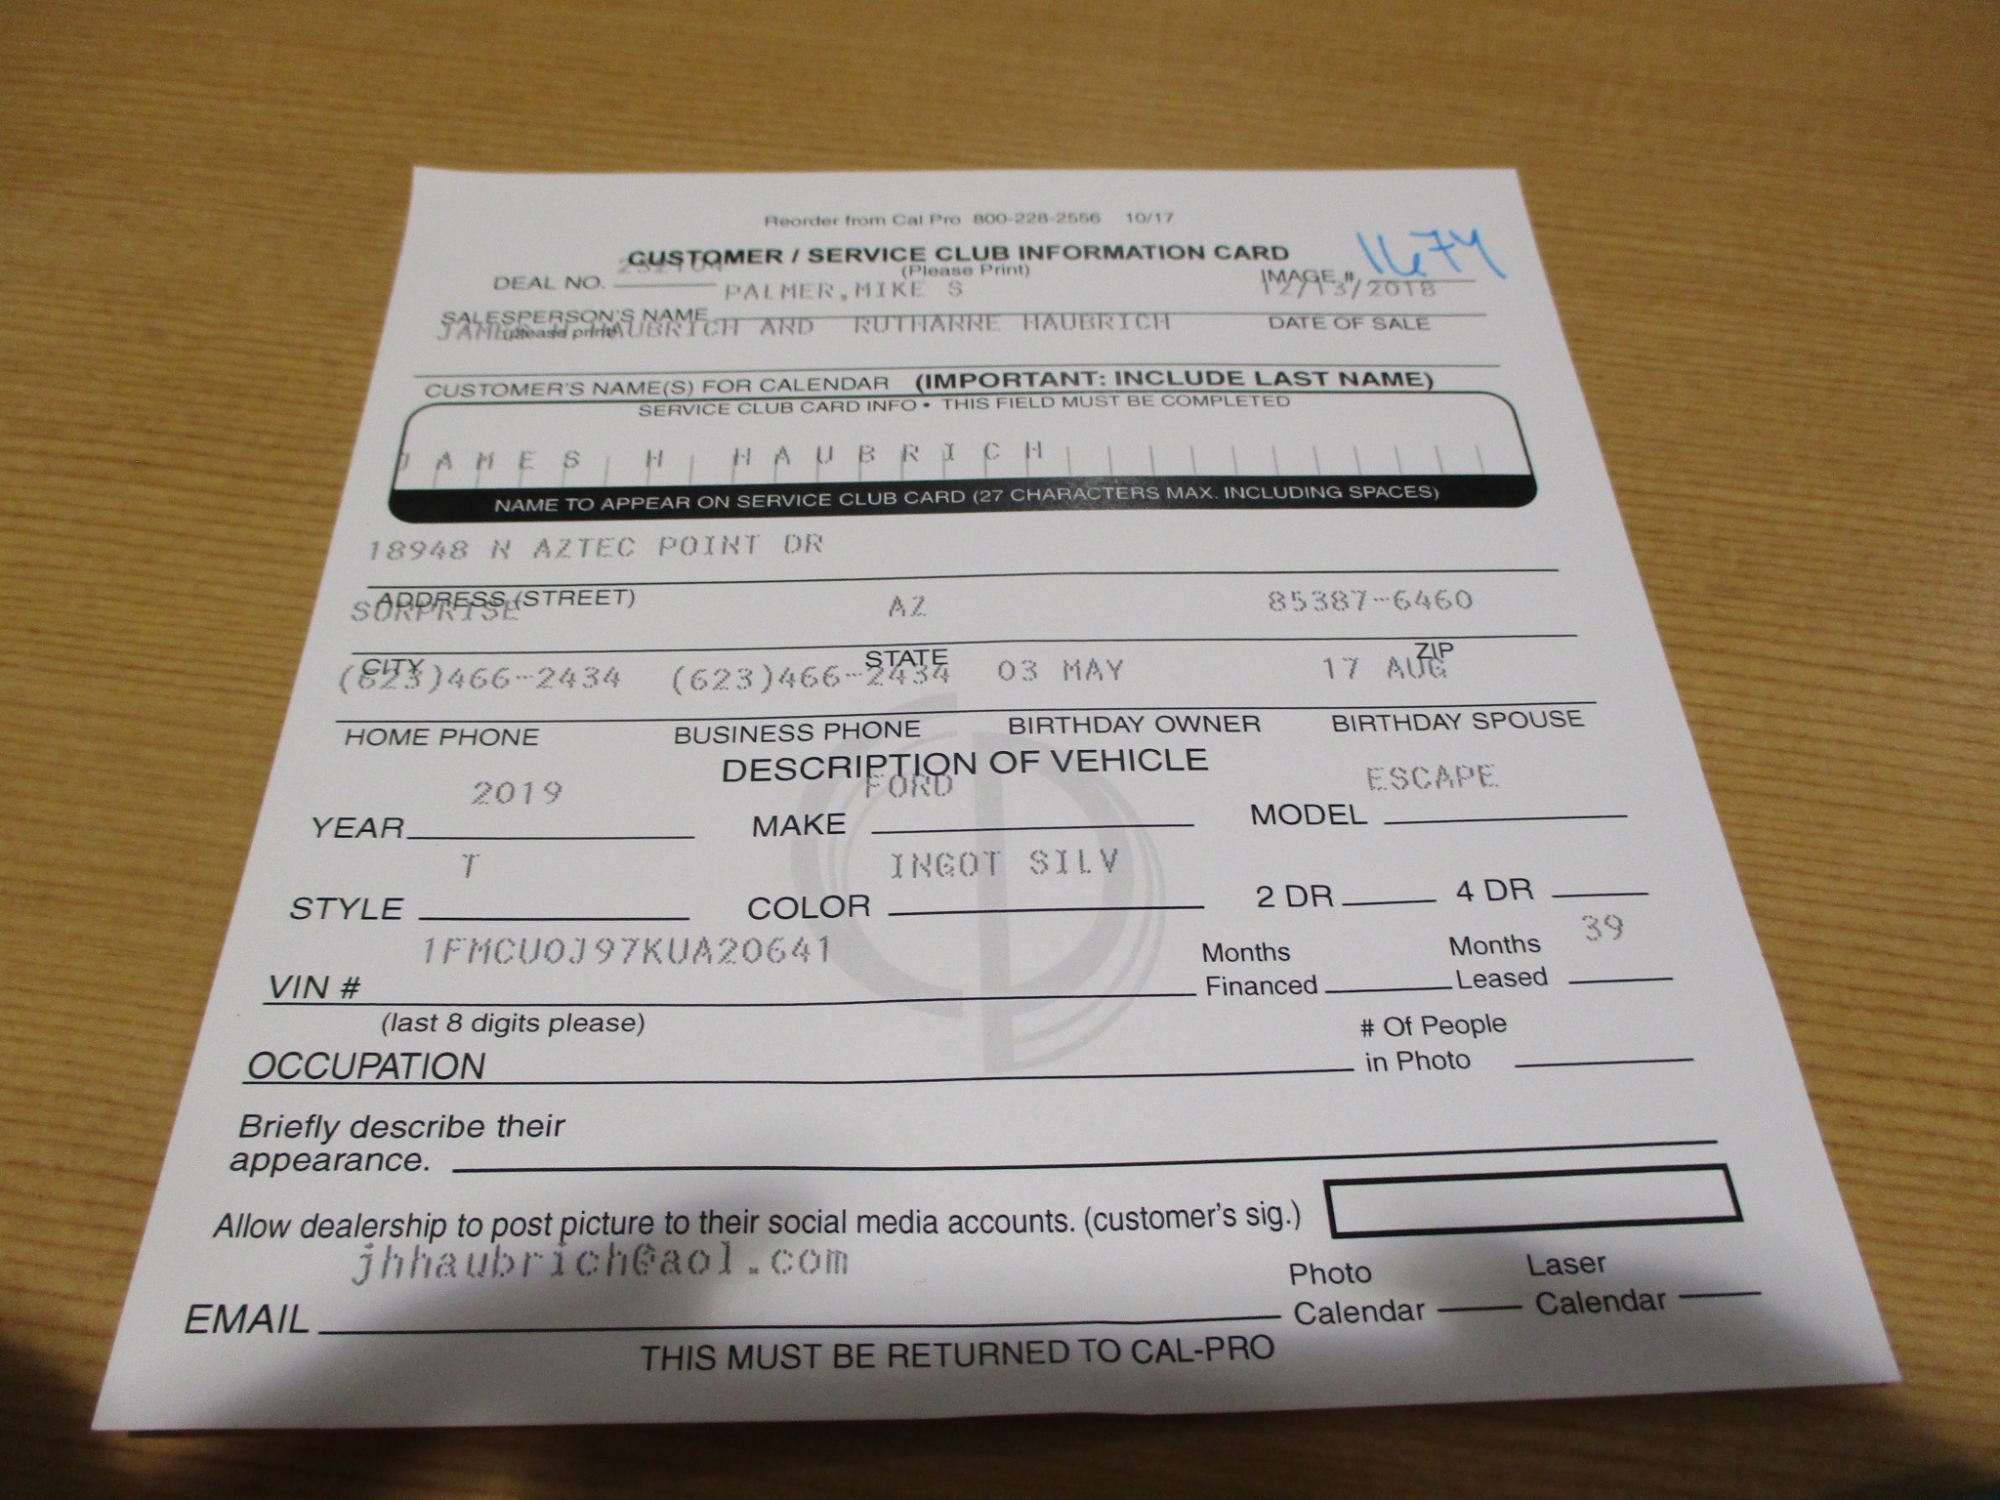 Reorder from Cal Pro 800-228-2556 10/17
CUSTOMER / SERVICE CLUB INFORMATION CARD
(Please Print)
1674
DEAL NO.
PALMER,MIKE S
IMAGE #
12/13/2018
SALESPERSON'S NAME
(please print)
DATE OF SALE
JAMES H HAUBRICH AND RUTHANNE HAUBRICH
CUSTOMER'S NAME(S) FOR CALENDAR (IMPORTANT: INCLUDE LAST NAME)
SERVICE CLUB CARD INFO • THIS FIELD MUST BE COMPLETED
JAMES H HAUBRICH
NAME TO APPEAR ON SERVICE CLUB CARD (27 CHARACTERS MAX. INCLUDING SPACES)
18948 N AZTEC POINT DR
ADDRESS (STREET)
SURPRISE AZ 85387-6460
CITY STATE ZIP
(623)466-2434 (623)466-2434 03 MAY 17 AUG
HOME PHONE BUSINESS PHONE BIRTHDAY OWNER BIRTHDAY SPOUSE
DESCRIPTION OF VEHICLE
2019 FORD ESCAPE
YEAR MAKE MODEL
T INGOT SILV
STYLE COLOR 2 DR 4 DR
1FMCU0J97KUA20641 39
VIN # Months Financed Months Leased
(last 8 digits please)
OCCUPATION # Of People in Photo
Briefly describe their
appearance.
Allow dealership to post picture to their social media accounts. (customer's sig.)
jhhaubrich@aol.com
EMAIL Photo Calendar Laser Calendar
THIS MUST BE RETURNED TO CAL-PRO